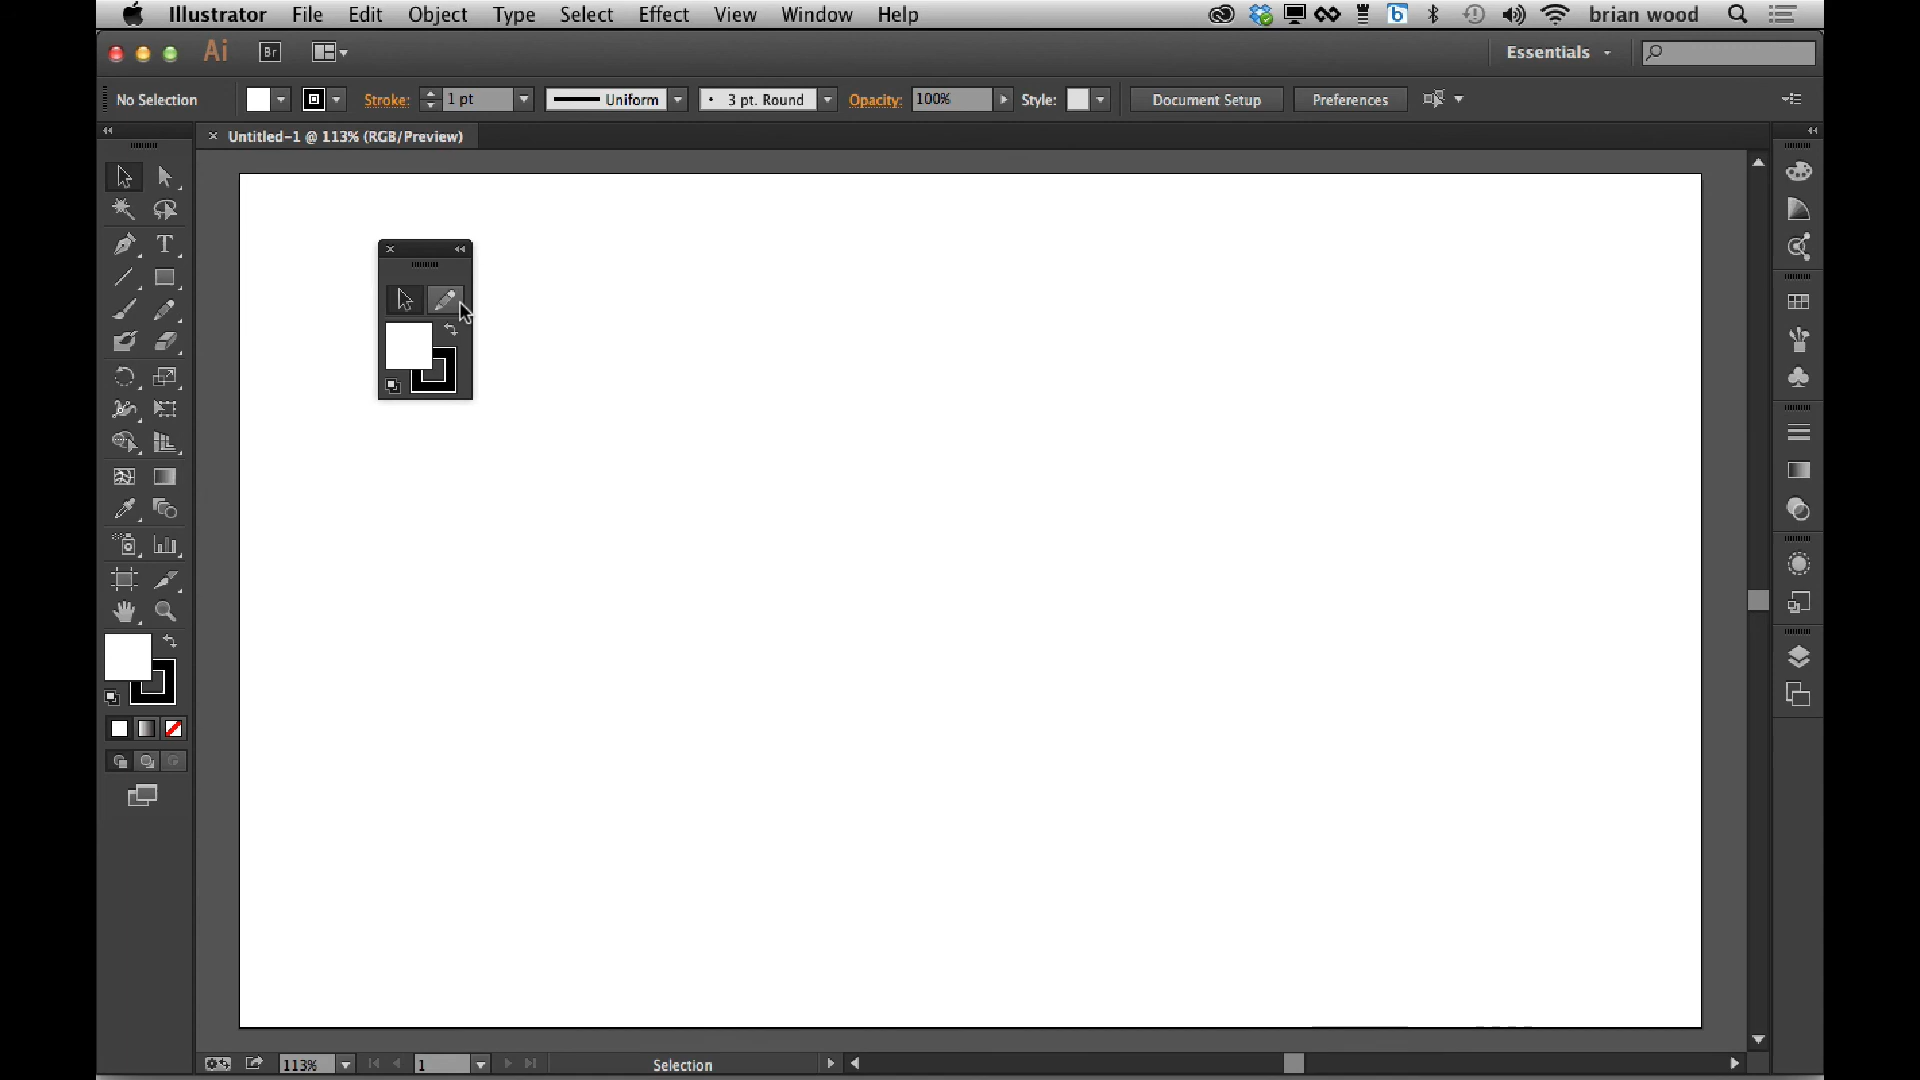 Illustrator File Edit Object Type Select Effect View Window Help brian wood
Ai Br Essentials
No Selection Stroke: 1 pt Uniform 3 pt. Round Opacity: 100% Style: Document Setup Preferences
Untitled-1 @ 113% (RGB/Preview)
113% 1 Selection